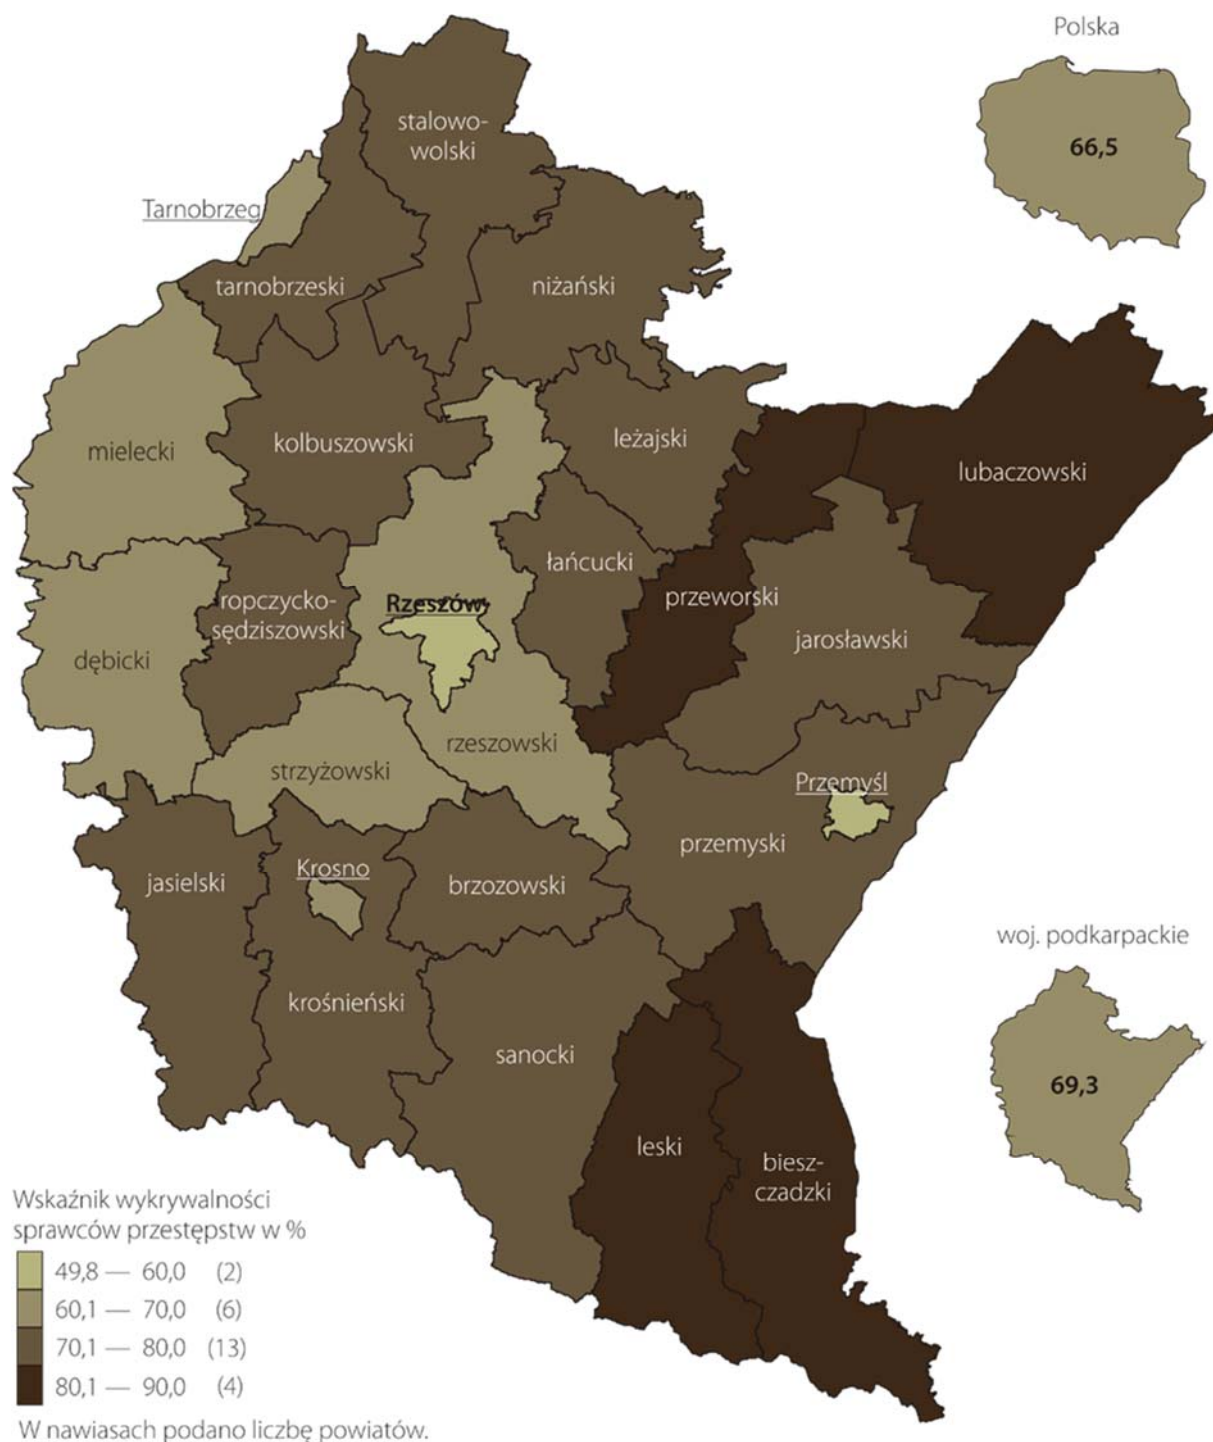 Polska
66,5
stalowo-
wolski
Tarnobrzeg
tarnobrzeski
niżański
mielecki
kolbuszowski
leżajski
lubaczowski
łańcucki
ropczycko-
sędziszowski
Rzeszów
przeworski
jarosławski
dębicki
rzeszowski
strzyżowski
Przemyśl
przemyski
jasielski
Krosno
brzozowski
woj. podkarpackie
69,3
krośnieński
sanocki
leski
biesz-
czadzki
Wskaźnik wykrywalności
sprawców przestępstw w %
49,8 — 60,0 (2)
60,1 — 70,0 (6)
70,1 — 80,0 (13)
80,1 — 90,0 (4)
W nawiasach podano liczbę powiatów.